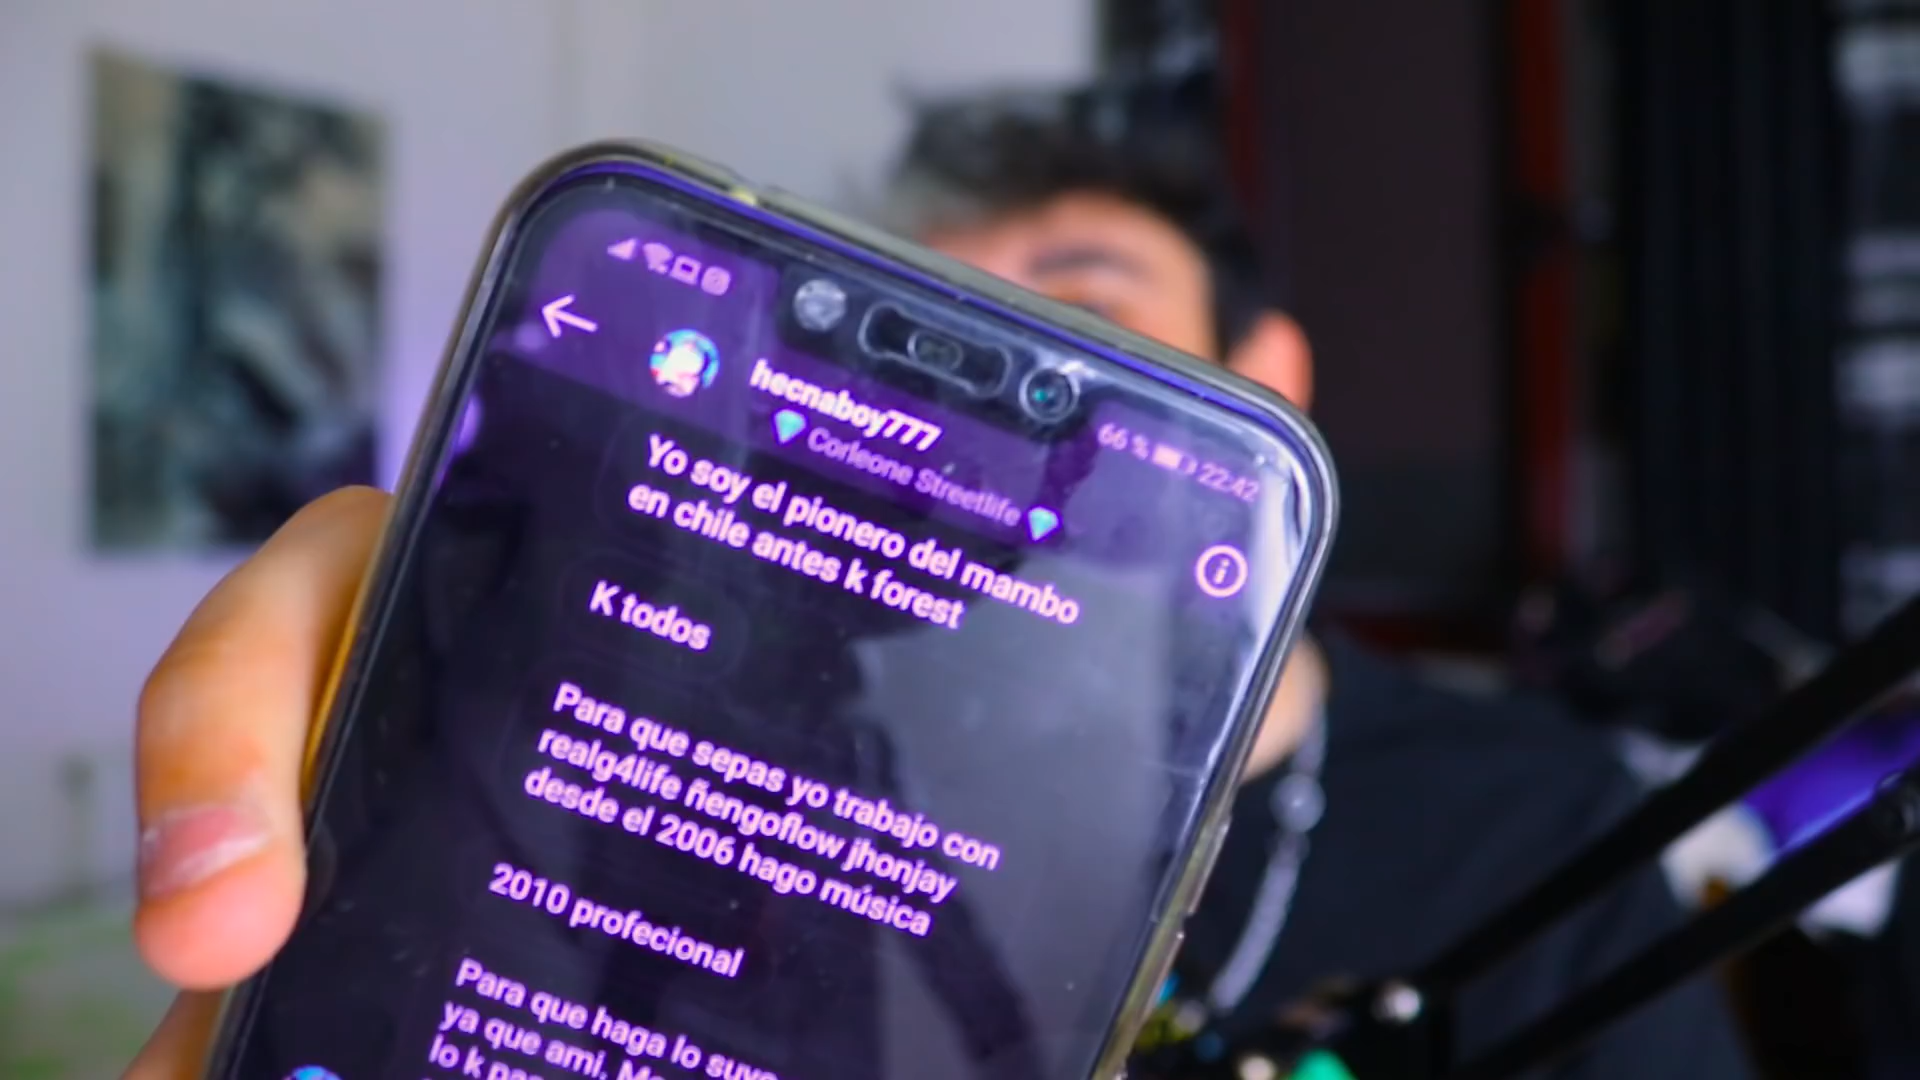 66 % 22:42
hecnaboy777
Corleone Streetlife
Yo soy el pionero del mambo
en chile antes k forest
K todos
Para que sepas yo trabajo con
realg4life ñengoflow jhonjay
desde el 2006 hago música
2010 profecional
Para que haga lo suyo
ya que ami,
lo k